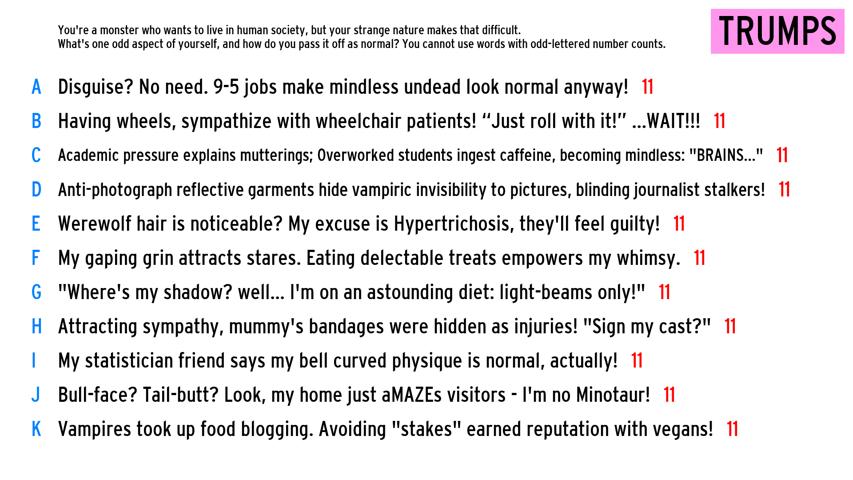 You're a monster who wants to live in human society, but your strange nature makes that difficult.
What's one odd aspect of yourself, and how do you pass it off as normal? You cannot use words with odd-lettered number counts.
TRUMPS
A Disguise? No need. 9-5 jobs make mindless undead look normal anyway! 11
B Having wheels, sympathize with wheelchair patients! “Just roll with it!” ...WAIT!!! 11
C Academic pressure explains mutterings; Overworked students ingest caffeine, becoming mindless: "BRAINS..." 11
D Anti-photograph reflective garments hide vampiric invisibility to pictures, blinding journalist stalkers! 11
E Werewolf hair is noticeable? My excuse is Hypertrichosis, they'll feel guilty! 11
F My gaping grin attracts stares. Eating delectable treats empowers my whimsy. 11
G "Where's my shadow? well... I'm on an astounding diet: light-beams only!" 11
H Attracting sympathy, mummy's bandages were hidden as injuries! "Sign my cast?" 11
I My statistician friend says my bell curved physique is normal, actually! 11
J Bull-face? Tail-butt? Look, my home just aMAZEs visitors - I'm no Minotaur! 11
K Vampires took up food blogging. Avoiding "stakes" earned reputation with vegans! 11